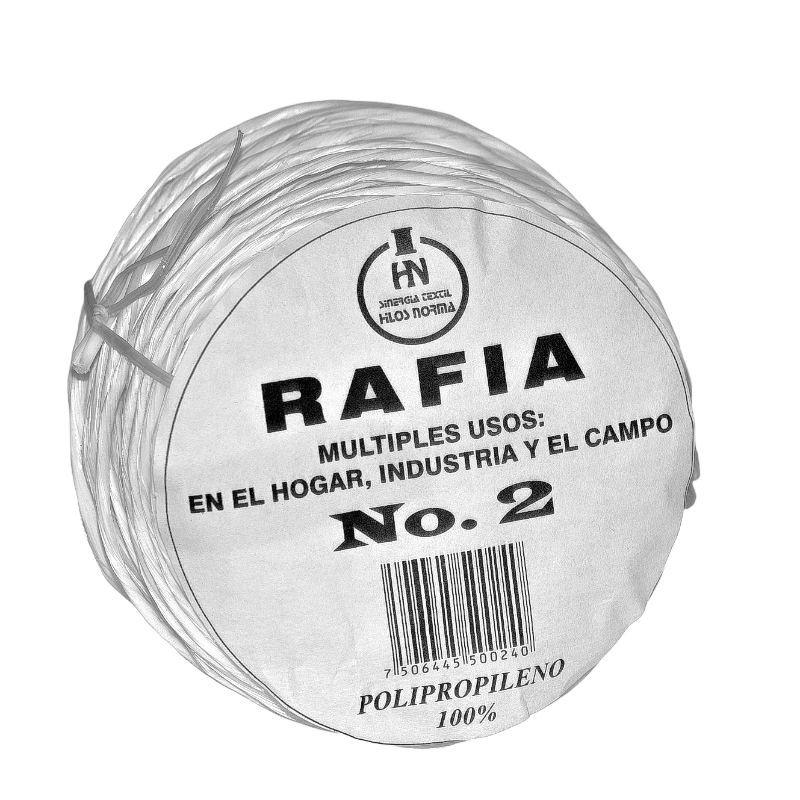 HN
SINERGIA TEXTIL
HILOS NORMA
RAFIA
MULTIPLES USOS:
EN EL HOGAR, INDUSTRIA Y EL CAMPO
No. 2
7 506445 500240
POLIPROPILENO
100%